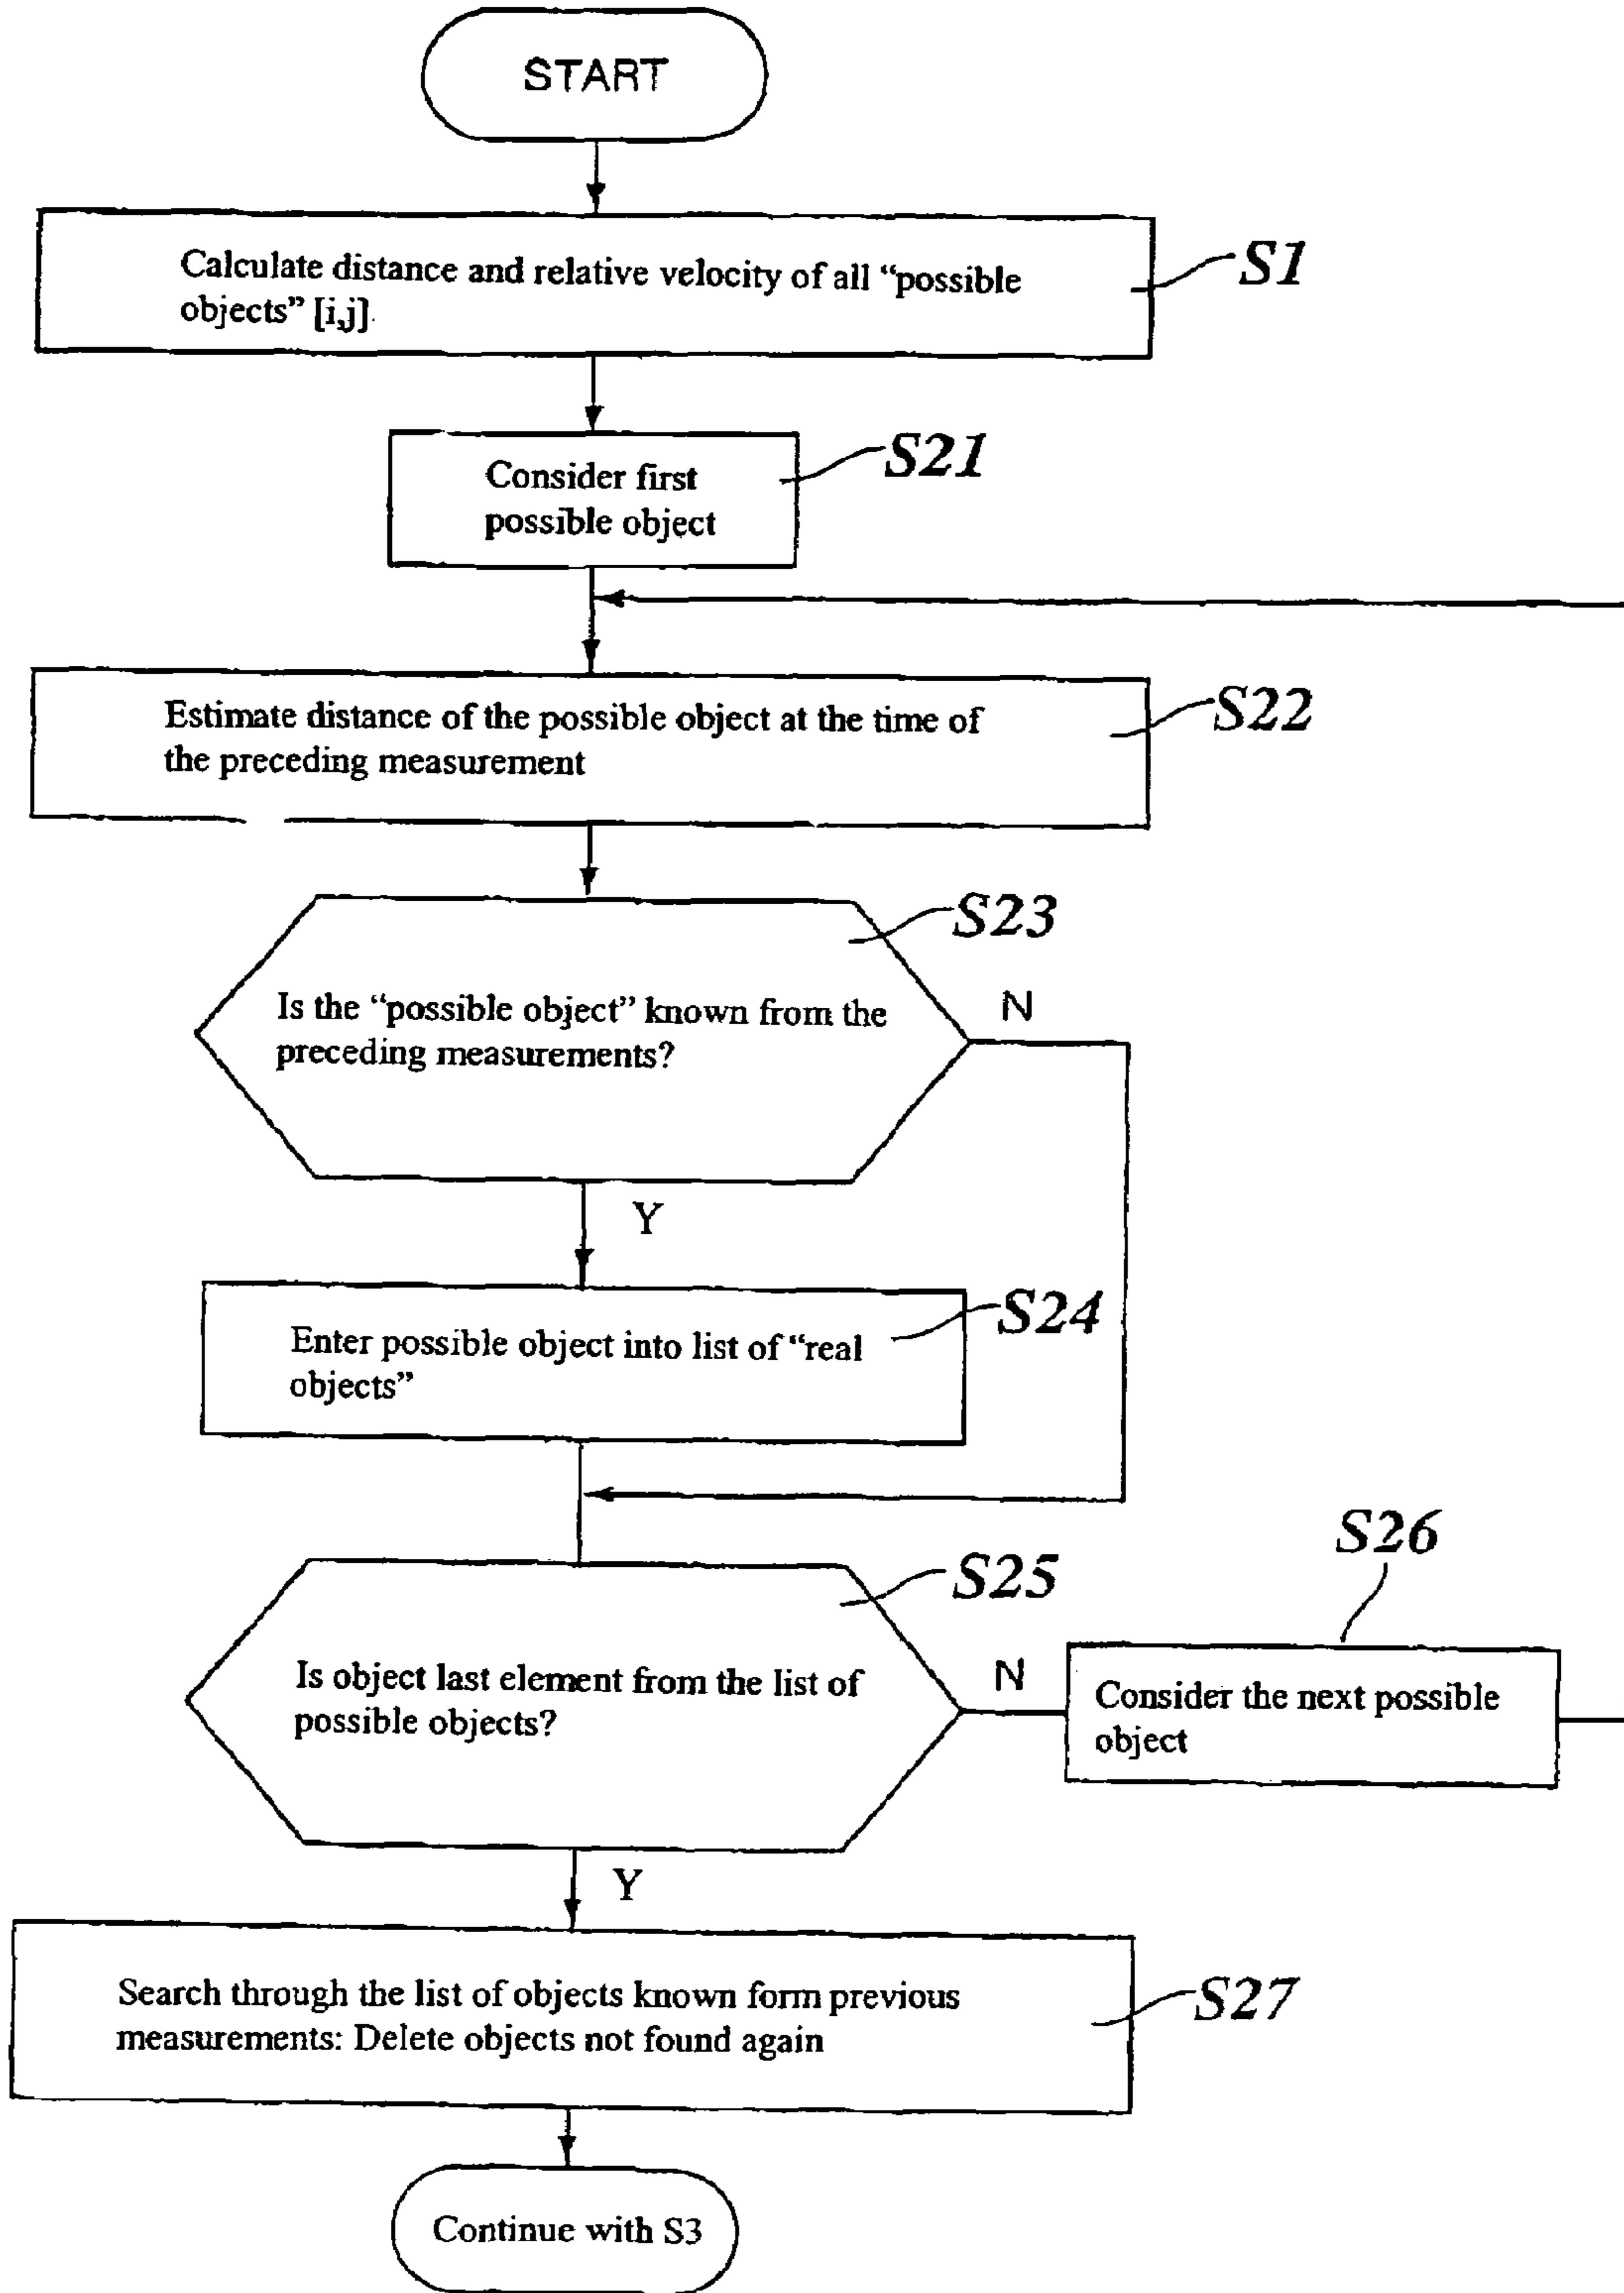 START
Calculate distance and relative velocity of all “possible
objects” [i,j]
S1
Consider first
possible object
S21
Estimate distance of the possible object at the time of
the preceding measurement
S22
S23
Is the “possible object” known from the
preceding measurements?
N
Y
S24
Enter possible object into list of “real
objects”
S25
Is object last element from the list of
possible objects?
N
S26
Consider the next possible
object
Y
Search through the list of objects known form previous
measurements: Delete objects not found again
S27
Continue with S3